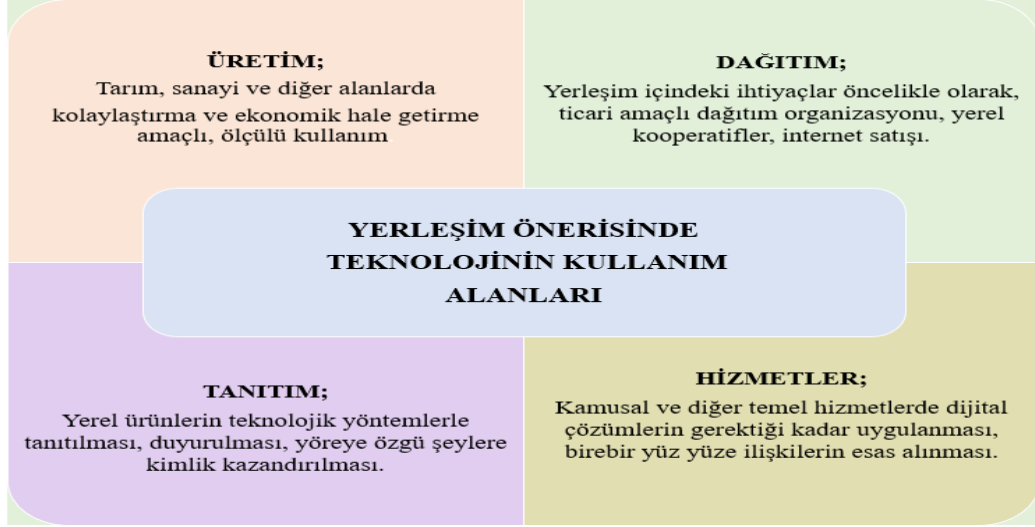 ÜRETİM;
Tarım, sanayi ve diğer alanlarda
kolaylaştırma ve ekonomik hale getirme
amaçlı, ölçülü kullanım
DAĞITIM;
Yerleşim içindeki ihtiyaçlar öncelikle olarak,
ticari amaçlı dağıtım organizasyonu, yerel
kooperatifler, internet satışı.
YERLEŞİM ÖNERİSİNDE
TEKNOLOJİNİN KULLANIM
ALANLARI
TANITIM;
Yerel ürünlerin teknolojik yöntemlerle
tanıtılması, duyurulması, yöreye özgü şeylere
kimlik kazandırılması.
HİZMETLER;
Kamusal ve diğer temel hizmetlerde dijital
çözümlerin gerektiği kadar uygulanması,
birebir yüz yüze ilişkilerin esas alınması.